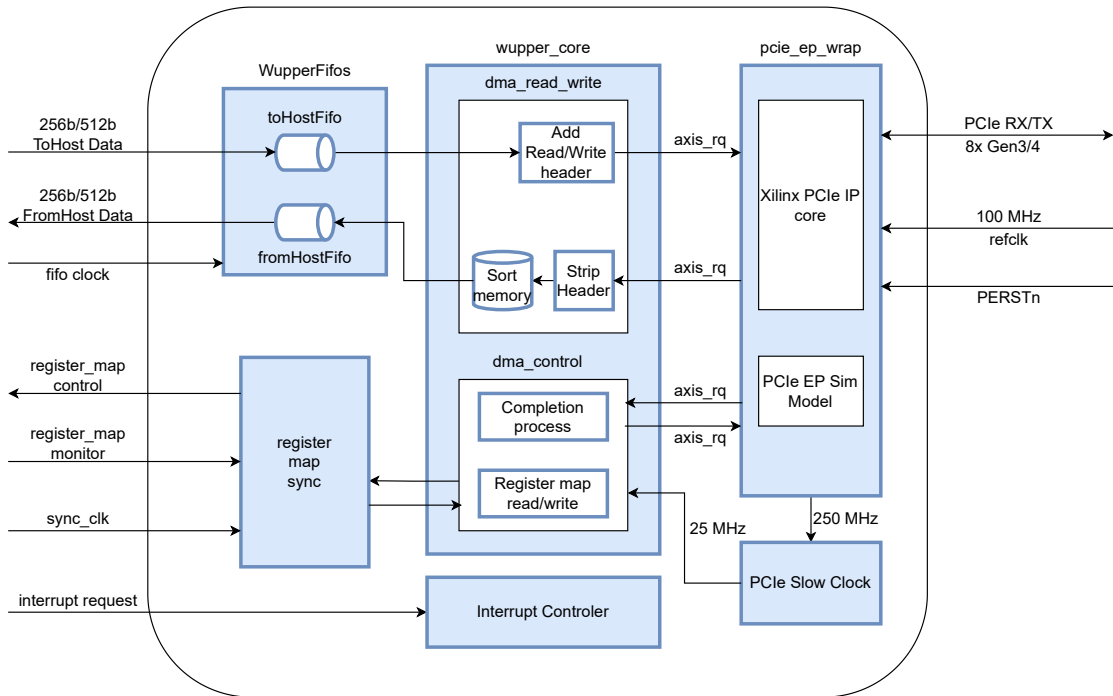 wupper_core
pcie_ep_wrap
WupperFifos
dma_read_write
toHostFifo
256b/512b
ToHost Data
Add
Read/Write
header
axis_rq
PCIe RX/TX
8x Gen3/4
Xilinx PCIe IP
core
256b/512b
FromHost Data
fromHostFifo
100 MHz
refclk
fifo clock
Sort
memory
Strip
Header
axis_rq
PERSTn
dma_control
register_map
control
Completion
process
axis_rq
axis_rq
PCIe EP Sim
Model
register_map
monitor
register
map
sync
Register map
read/write
sync_clk
25 MHz
250 MHz
PCIe Slow Clock
interrupt request
Interrupt Controler